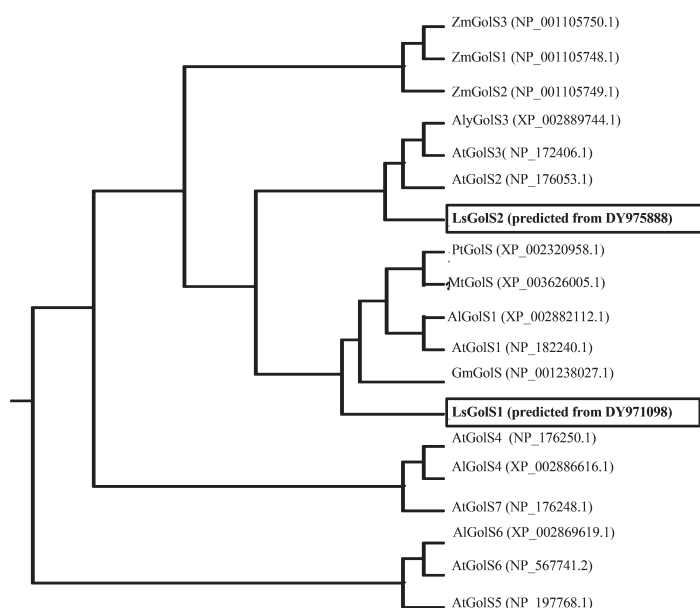 ZmGolS3 (NP_001105750.1)
ZmGolS1 (NP_001105748.1)
ZmGolS2 (NP_001105749.1)
AlyGolS3 (XP_002889744.1)
AtGolS3( NP_172406.1)
AtGolS2 (NP_176053.1)
LsGolS2 (predicted from DY975888)
PtGolS (XP_002320958.1)
MtGolS (XP_003626005.1)
AlGolS1 (XP_002882112.1)
AtGolS1 (NP_182240.1)
GmGolS (NP_001238027.1)
LsGolS1 (predicted from DY971098)
AtGolS4 (NP_176250.1)
AlGolS4 (XP_002886616.1)
AtGolS7 (NP_176248.1)
AlGolS6 (XP_002869619.1)
AtGolS6 (NP_567741.2)
AtGolS5 (NP_197768.1)